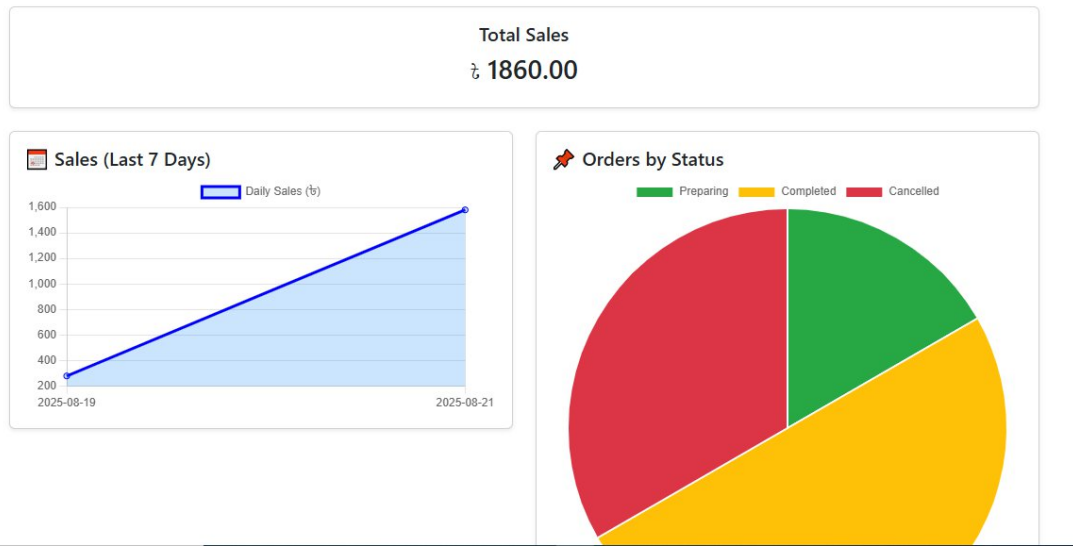 Total Sales
৳ 1860.00
Sales (Last 7 Days)
Daily Sales (৳)
1,600
1,400
1,200
1,000
800
600
400
200
2025-08-19 2025-08-21
Orders by Status
Preparing Completed Cancelled